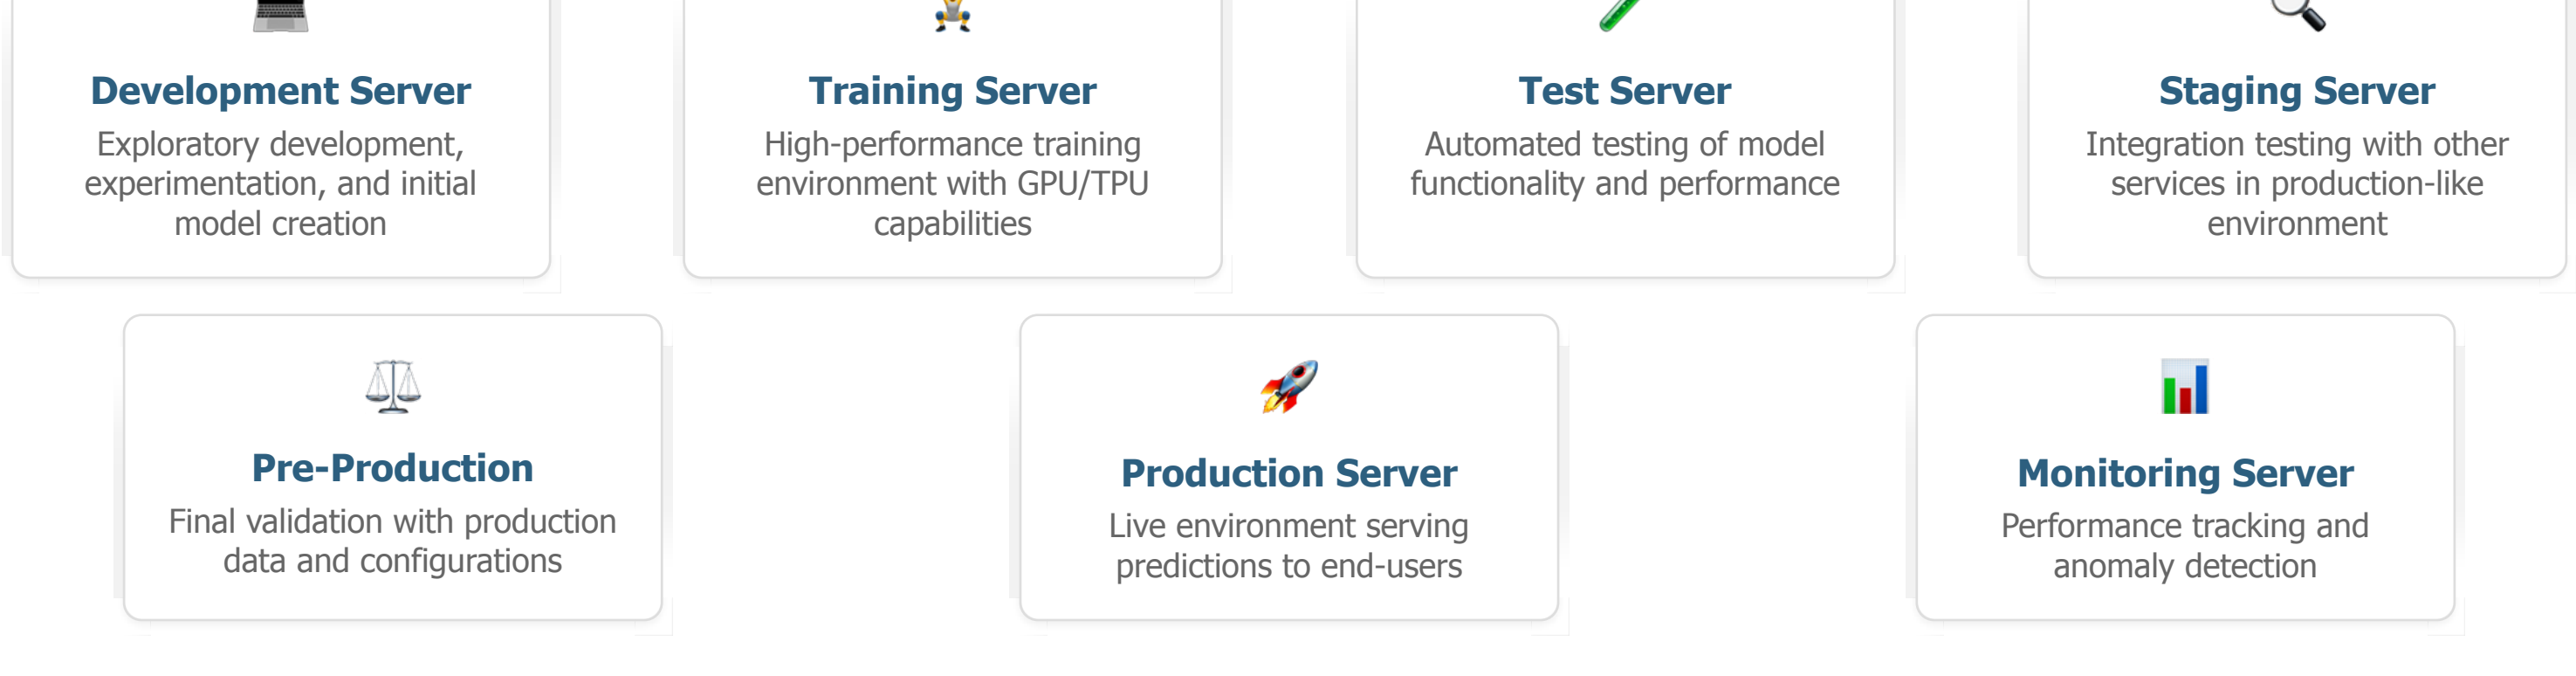 Development Server
Exploratory development,
experimentation, and initial
model creation
Training Server
High-performance training
environment with GPU/TPU
capabilities
Test Server
Automated testing of model
functionality and performance
Staging Server
Integration testing with other
services in production-like
environment
Pre-Production
Final validation with production
data and configurations
Production Server
Live environment serving
predictions to end-users
Monitoring Server
Performance tracking and
anomaly detection